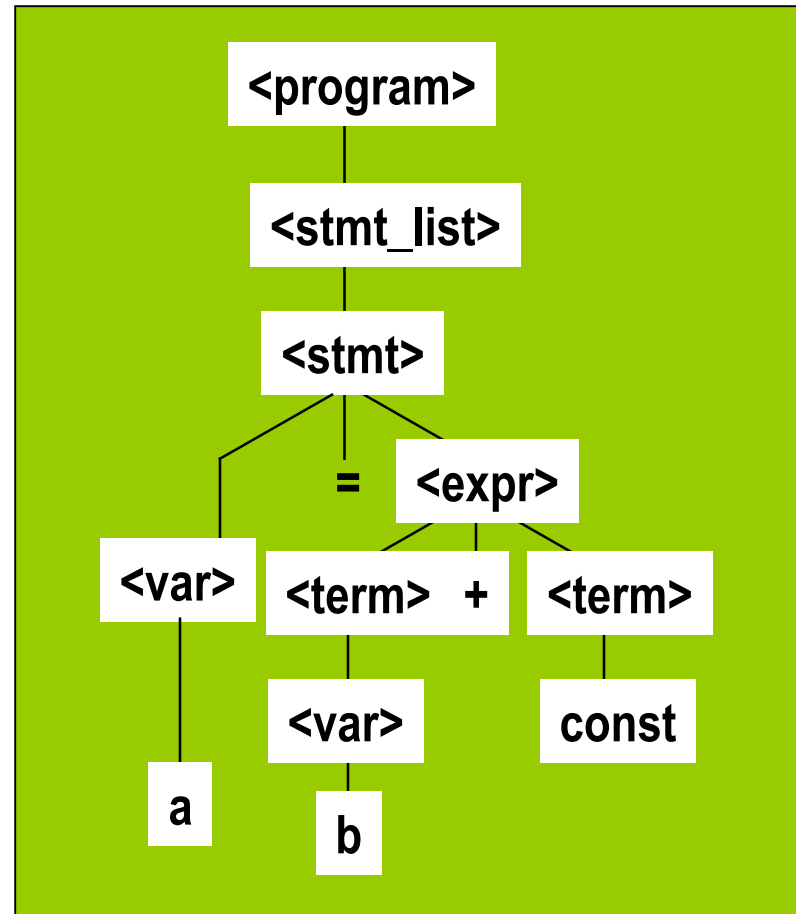 <program>
<stmt_list>
<stmt>
= <expr>
<var> <term> + <term>
<var> const
a
b